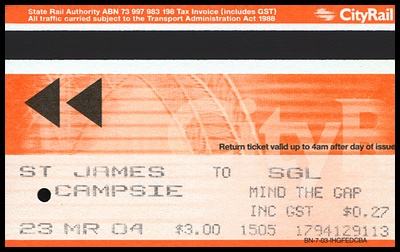 State Rail Authority ABN 73 997 983 198 Tax Invoice (includes GST)
All traffic carried subject to the Transport Administration Act 1988
CityRail
CityR
Return ticket valid up to 4am after day of issue
ST JAMES TO SGL
CAMPSIE MIND THE GAP
INC GST $0.27
23 MR 04 $3.00 1505 1794129113
BN-7-03-IHGFEDCBA